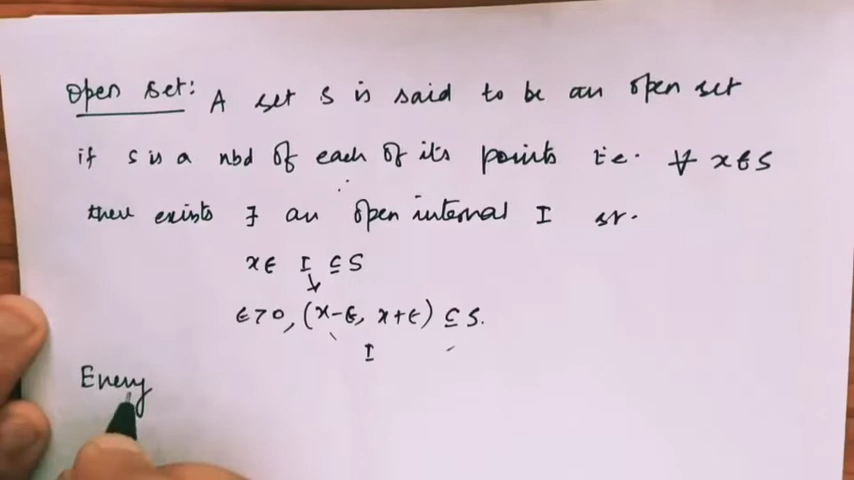 Open set: A set S is said to be an open set
if S is a nbd of each of its points i.e. ∀ x∈S
there exists ∃ an open interval I st.
x∈ I ⊆ S
∈>0, (x-∈, x+∈) ⊆ S.
I
Every